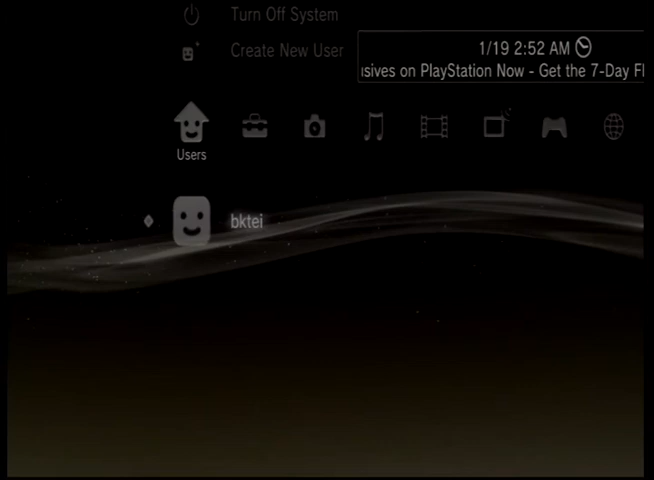 Turn Off System
Create New User
1/19 2:52 AM
sives on PlayStation Now - Get the 7-Day
Users
bktei